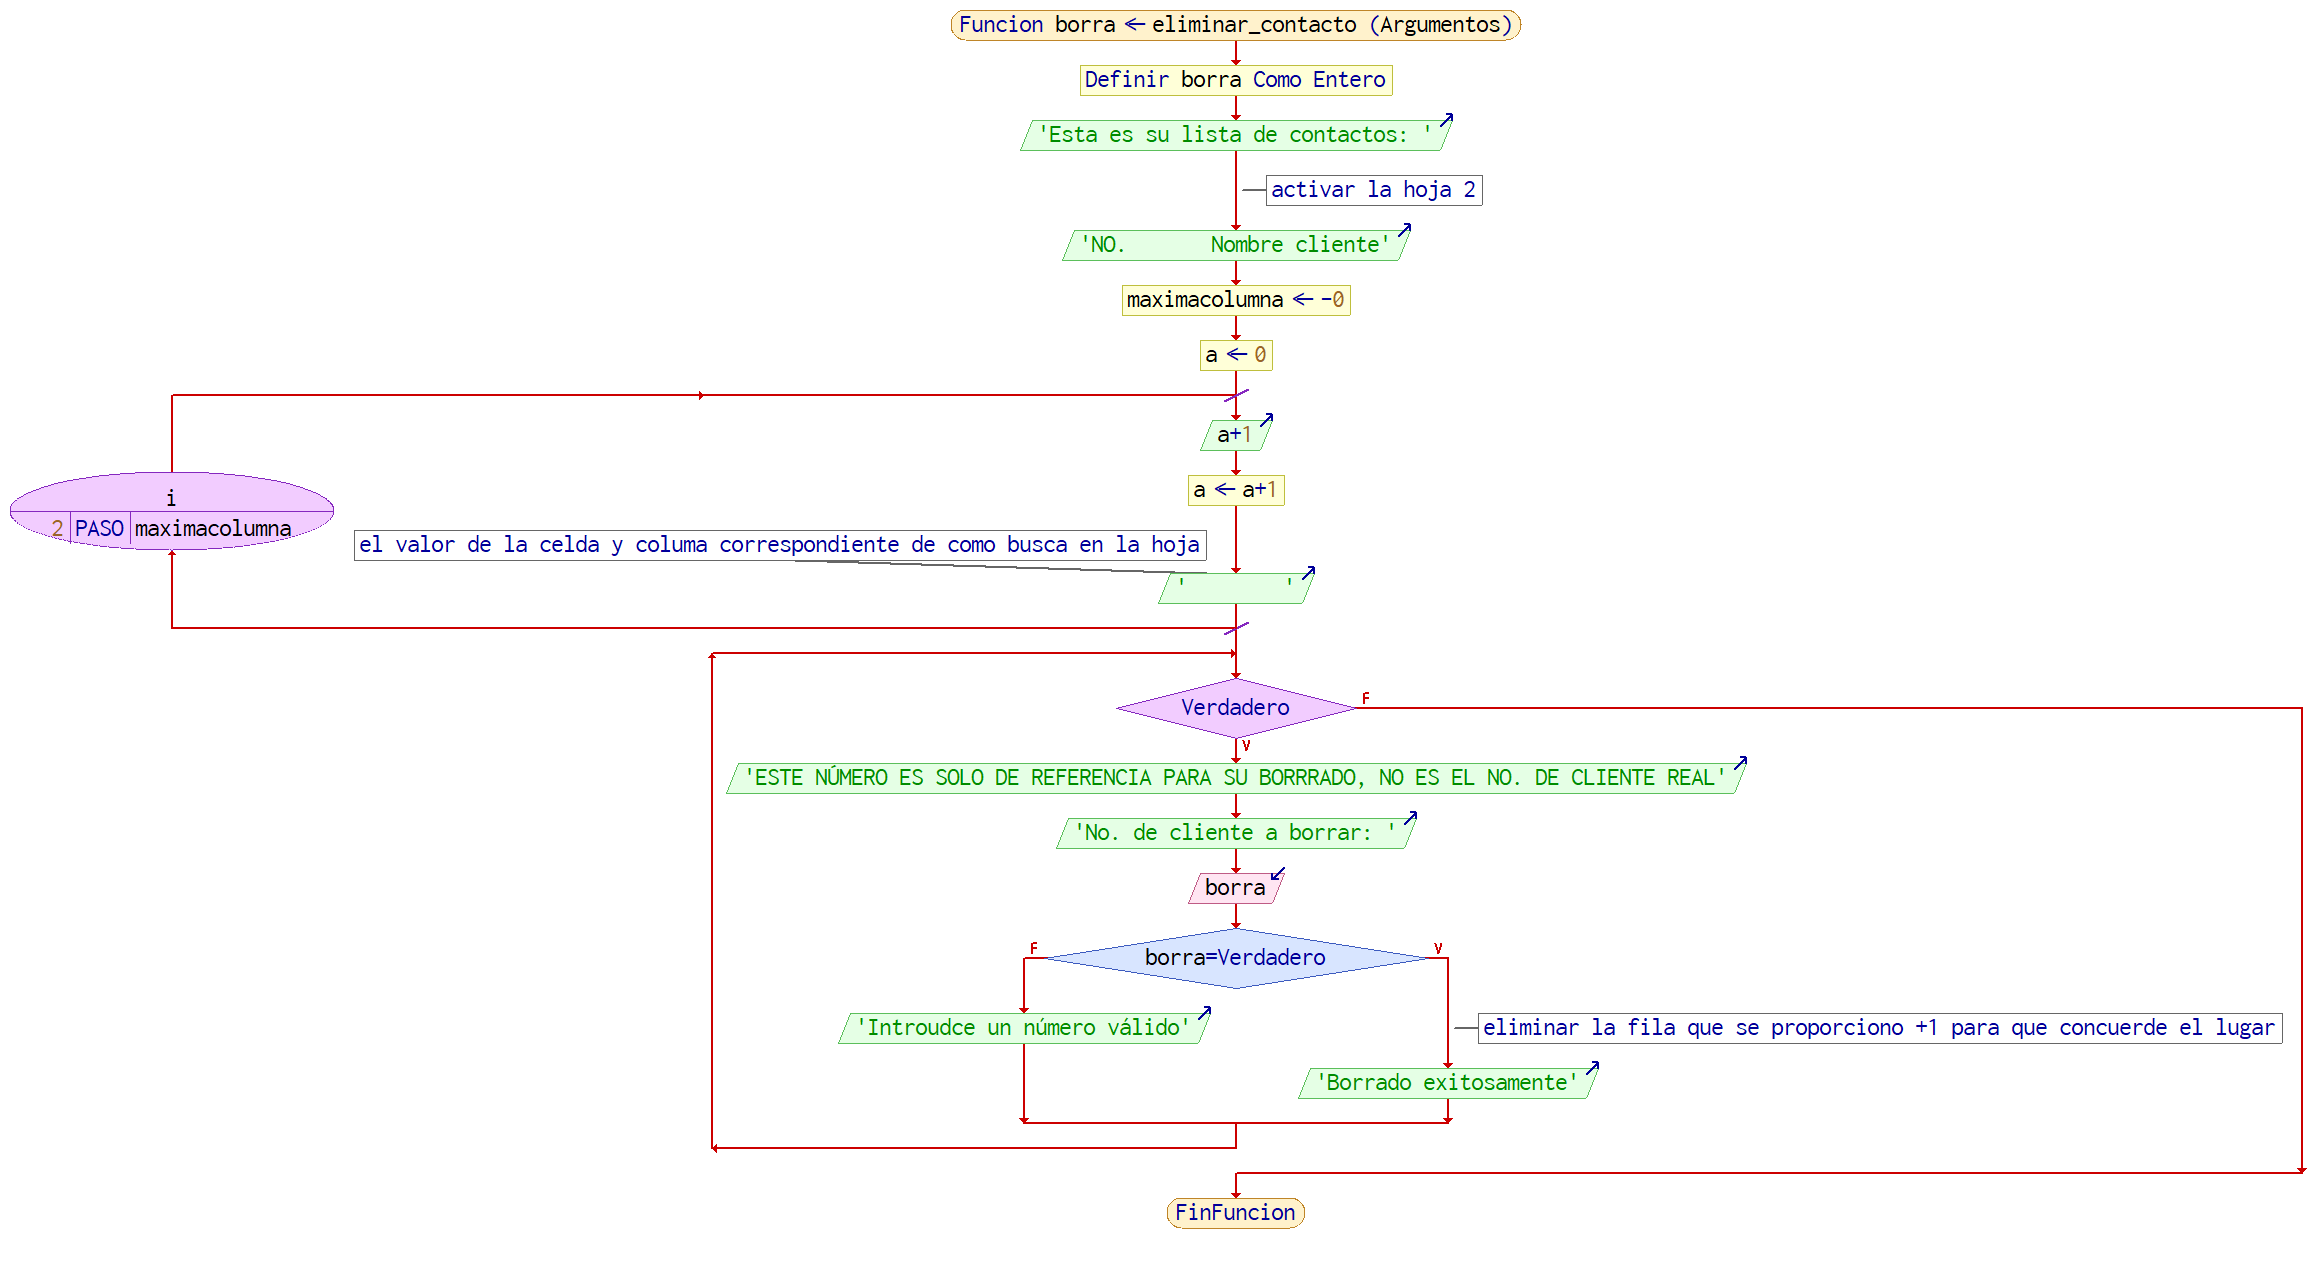 Funcion borra ← eliminar_contacto (Argumentos)
Definir borra Como Entero
'Esta es su lista de contactos: '
activar la hoja 2
'NO.       Nombre cliente'
maximacolumna ← -0
a ← 0
a+1
i
2 PASO maximacolumna
a ← a+1
el valor de la celda y columa correspondiente de como busca en la hoja
'        '
Verdadero
F
V
'ESTE NÚMERO ES SOLO DE REFERENCIA PARA SU BORRRADO, NO ES EL NO. DE CLIENTE REAL'
'No. de cliente a borrar: '
borra
borra=Verdadero
F
V
'Introudce un número válido'
eliminar la fila que se proporciono +1 para que concuerde el lugar
'Borrado exitosamente'
FinFuncion